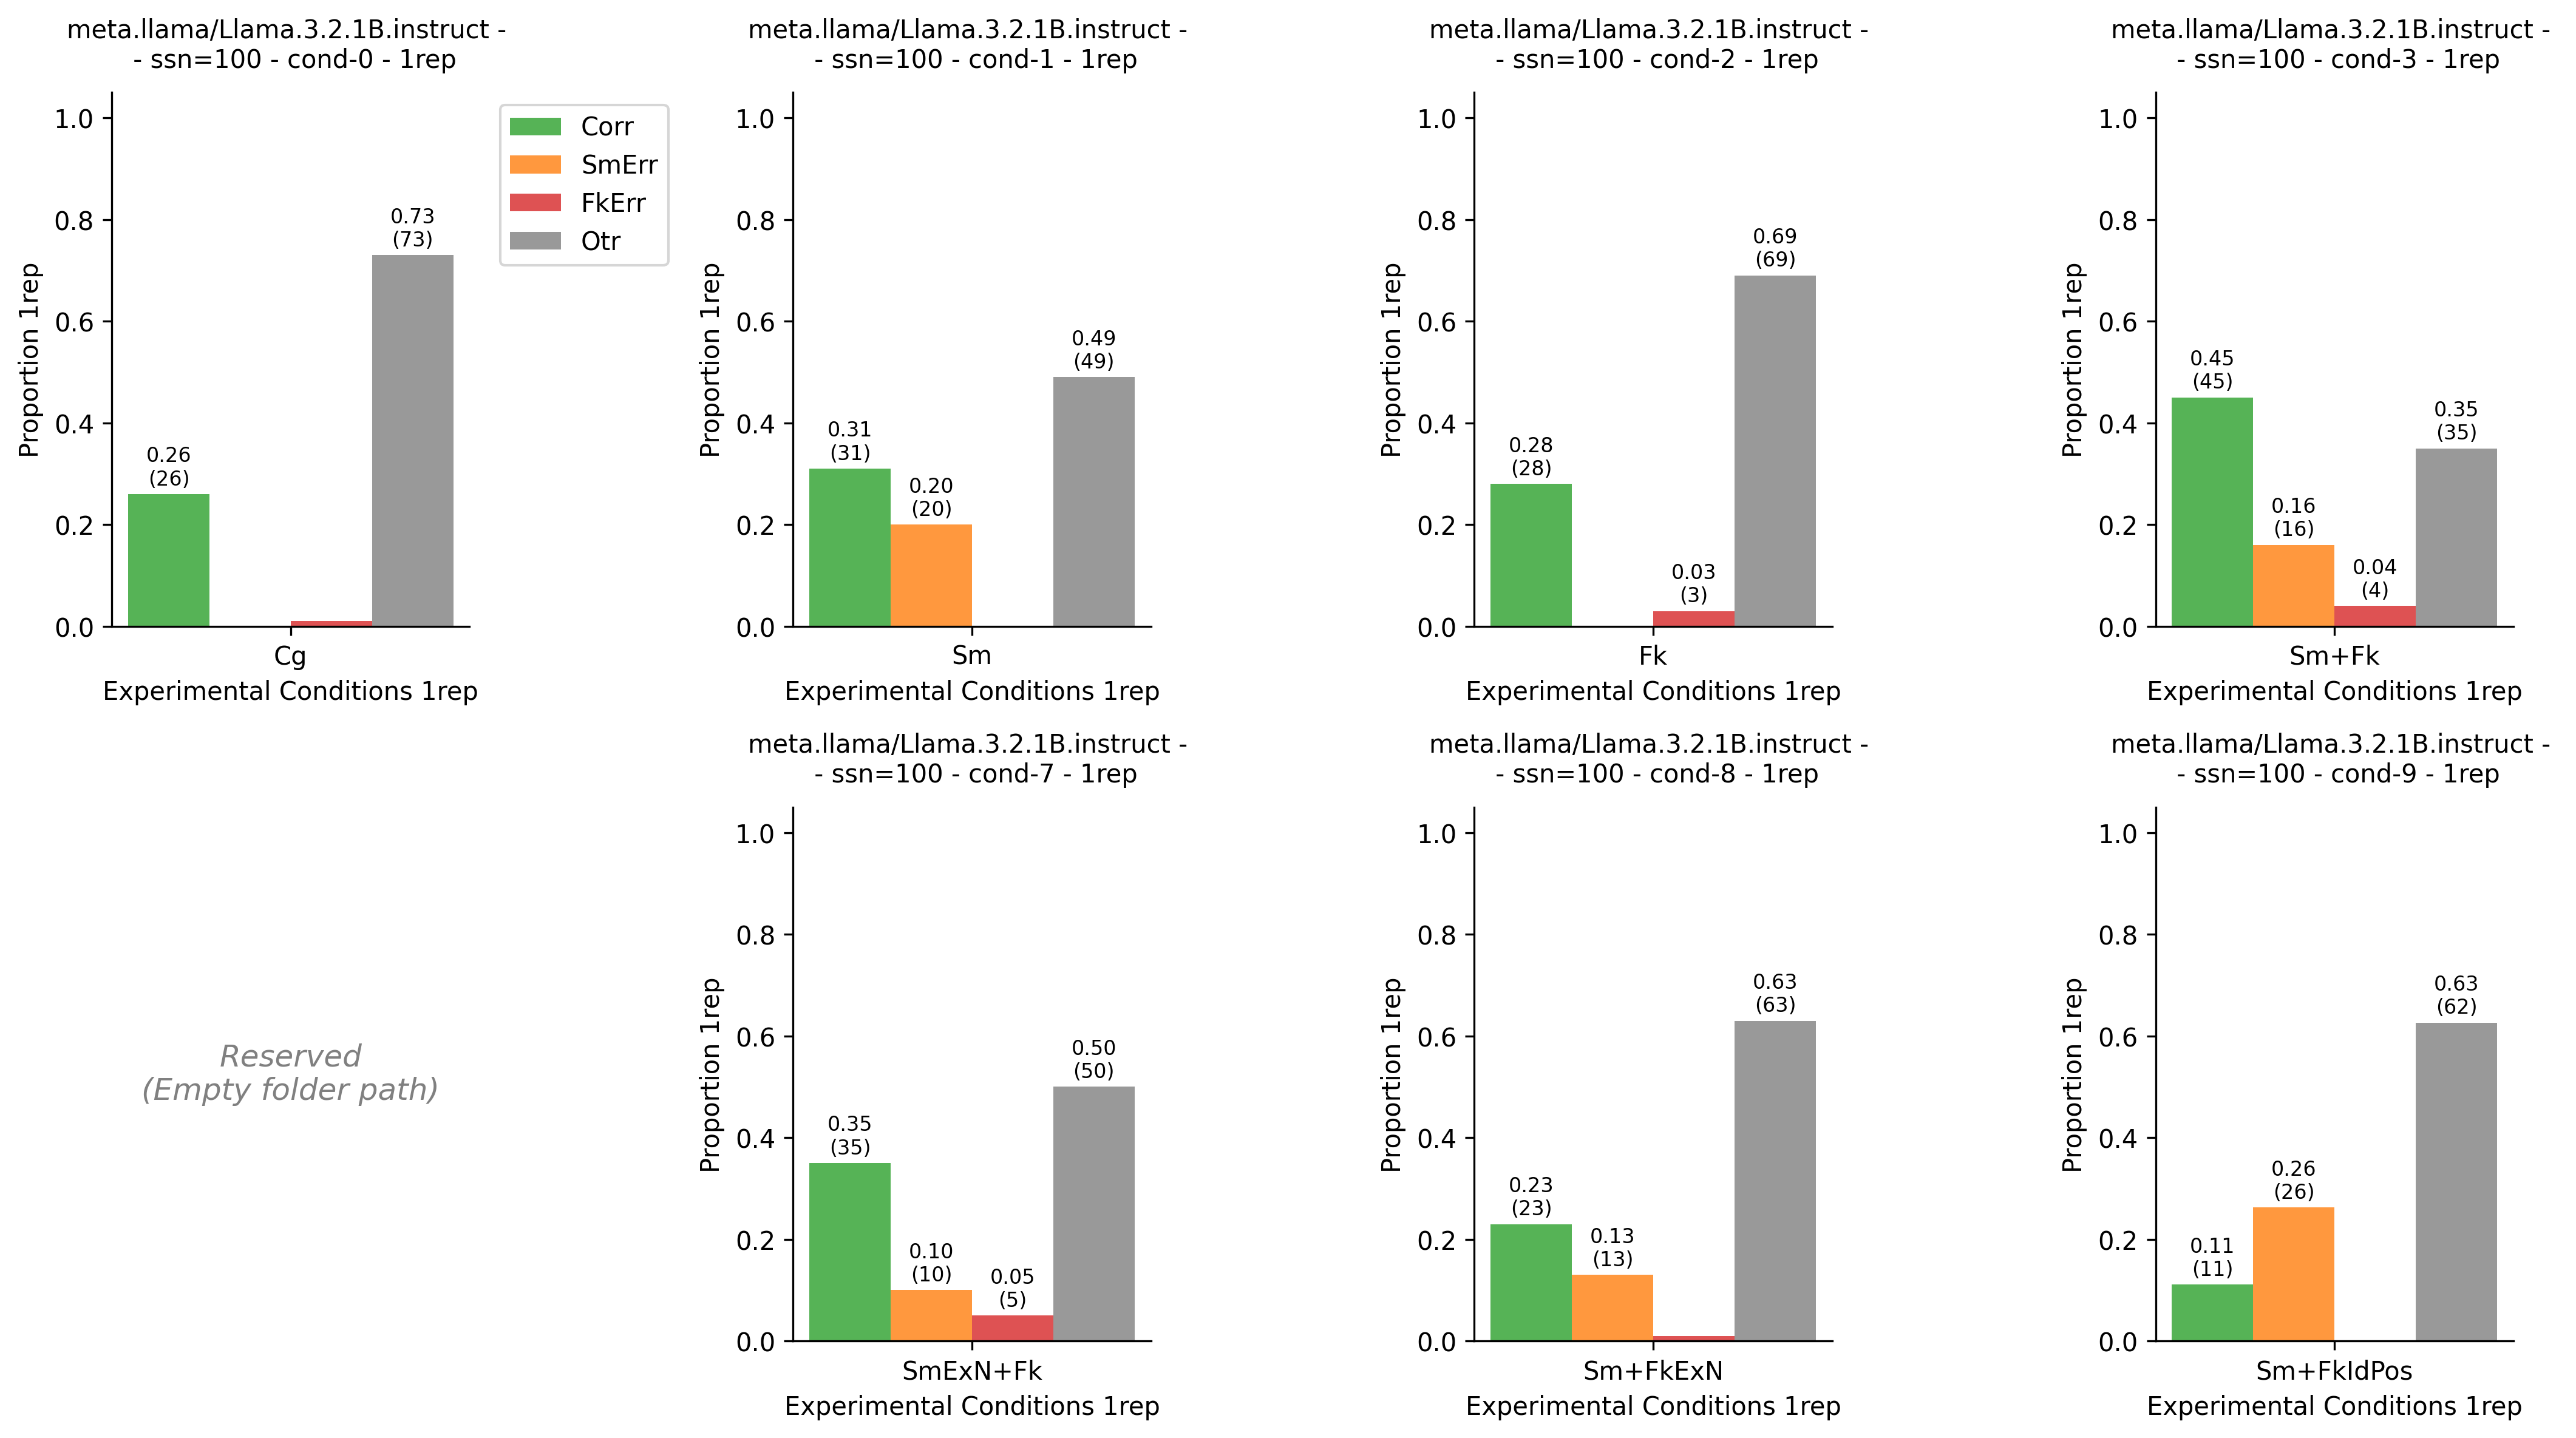 meta.llama/Llama.3.2.1B.instruct -
- ssn=100 - cond-0 - 1rep
1.0
0.8
0.6
0.4
0.2
0.0
Proportion 1rep
0.26
(26)
0.73
(73)
Cg
Experimental Conditions 1rep
Corr
SmErr
FkErr
Otr
meta.llama/Llama.3.2.1B.instruct -
- ssn=100 - cond-1 - 1rep
1.0
0.8
0.6
0.4
0.2
0.0
Proportion 1rep
0.31
(31)
0.20
(20)
0.49
(49)
Sm
Experimental Conditions 1rep
meta.llama/Llama.3.2.1B.instruct -
- ssn=100 - cond-2 - 1rep
1.0
0.8
0.6
0.4
0.2
0.0
Proportion 1rep
0.28
(28)
0.03
(3)
0.69
(69)
Fk
Experimental Conditions 1rep
meta.llama/Llama.3.2.1B.instruct -
- ssn=100 - cond-3 - 1rep
1.0
0.8
0.6
0.4
0.2
0.0
Proportion 1rep
0.45
(45)
0.16
(16)
0.04
(4)
0.35
(35)
Sm+Fk
Experimental Conditions 1rep
Reserved
(Empty folder path)
meta.llama/Llama.3.2.1B.instruct -
- ssn=100 - cond-7 - 1rep
1.0
0.8
0.6
0.4
0.2
0.0
Proportion 1rep
0.35
(35)
0.10
(10)
0.05
(5)
0.50
(50)
SmExN+Fk
Experimental Conditions 1rep
meta.llama/Llama.3.2.1B.instruct -
- ssn=100 - cond-8 - 1rep
1.0
0.8
0.6
0.4
0.2
0.0
Proportion 1rep
0.23
(23)
0.13
(13)
0.63
(63)
Sm+FkExN
Experimental Conditions 1rep
meta.llama/Llama.3.2.1B.instruct -
- ssn=100 - cond-9 - 1rep
1.0
0.8
0.6
0.4
0.2
0.0
Proportion 1rep
0.11
(11)
0.26
(26)
0.63
(62)
Sm+FkIdPos
Experimental Conditions 1rep